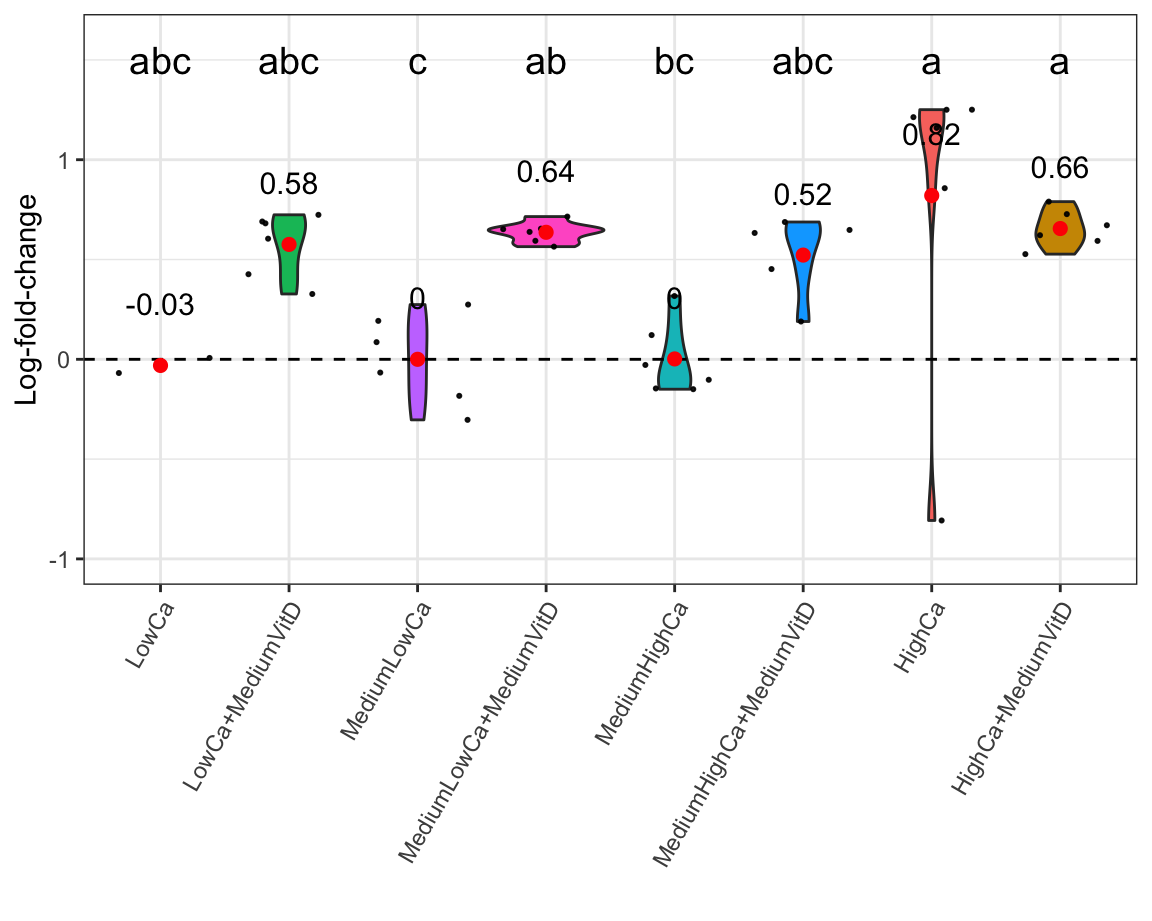 abc abc c ab bc abc a a
0.82
1
0.64
0.66
0.58
0.52
-0.03
0
0
0
-1
Log-fold-change
LowCa
LowCa+MediumVitD
MediumLowCa
MediumLowCa+MediumVitD
MediumHighCa
MediumHighCa+MediumVitD
HighCa
HighCa+MediumVitD